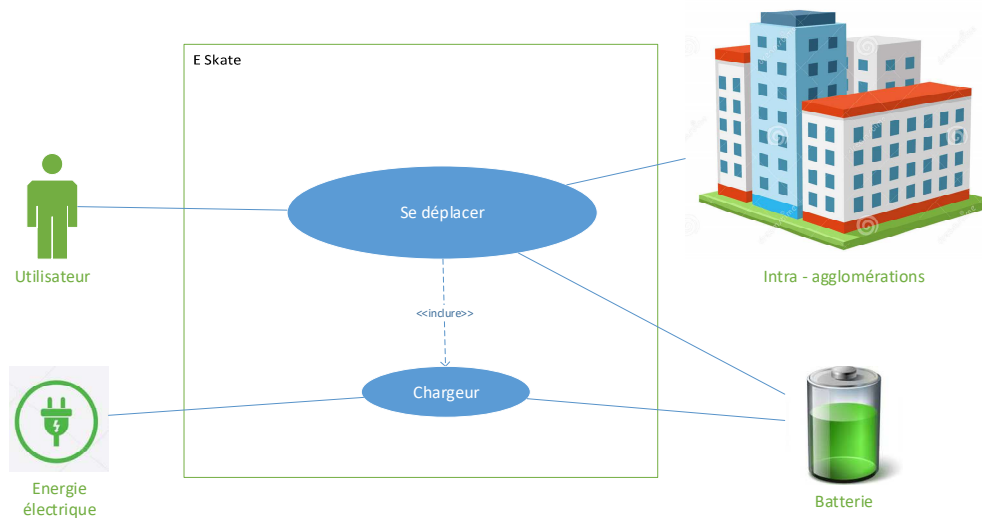 E Skate
Se déplacer
Utilisateur
Intra - agglomérations
<<inclure>>
Chargeur
Energie
électrique
Batterie